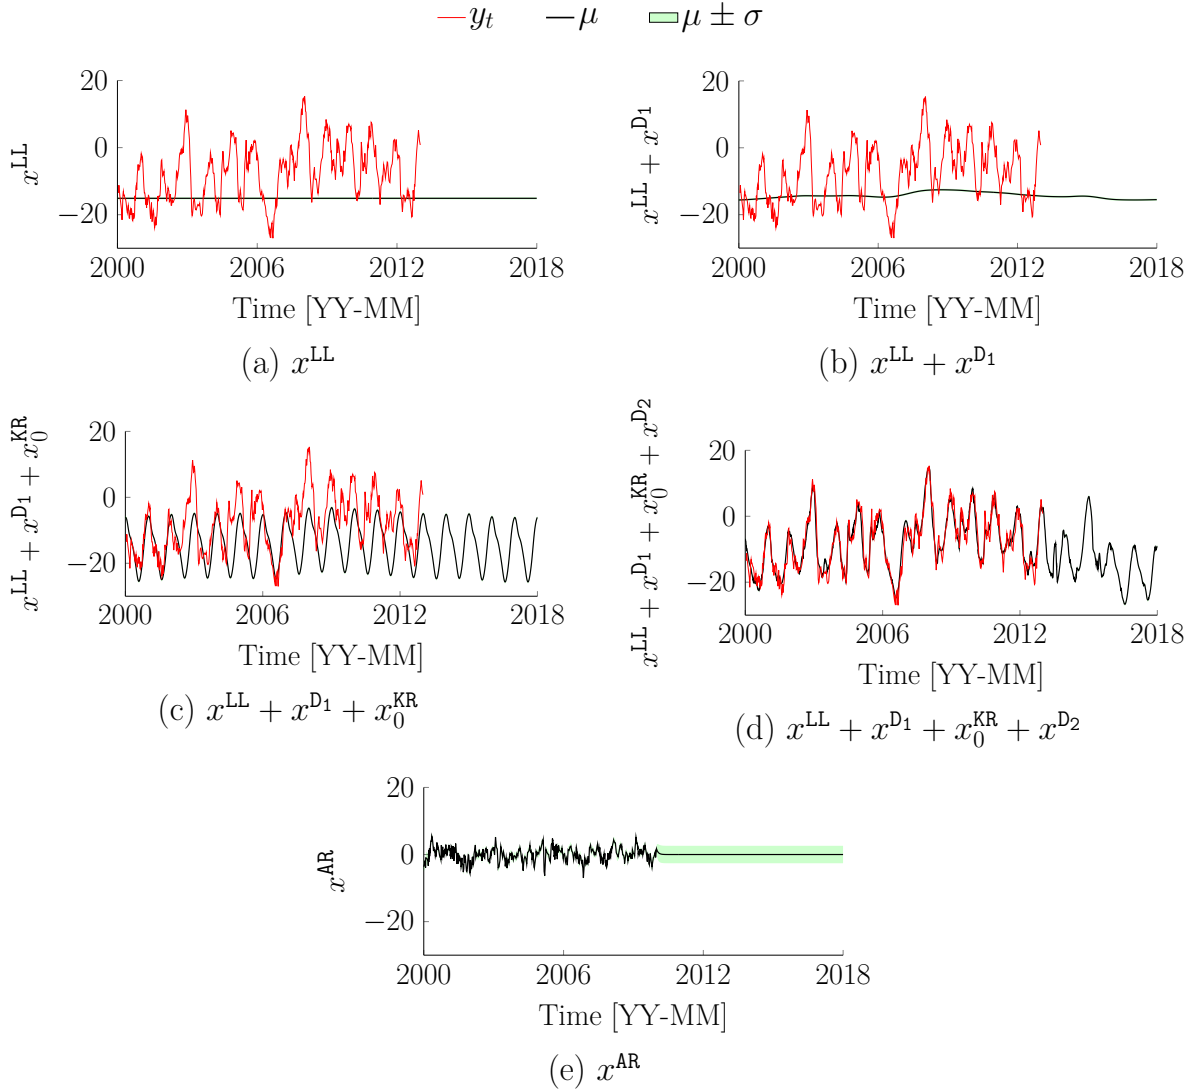 y_t μ μ ± σ
x^LL
20
0
−20
2000 2006 2012 2018
Time [YY-MM]
(a) x^LL
x^LL + x^D1
20
0
−20
2000 2006 2012 2018
Time [YY-MM]
(b) x^LL + x^D1
x^LL + x^D1 + x_0^KR
20
0
−20
2000 2006 2012 2018
Time [YY-MM]
(c) x^LL + x^D1 + x_0^KR
x^LL + x^D1 + x_0^KR + x^D2
20
0
−20
2000 2006 2012 2018
Time [YY-MM]
(d) x^LL + x^D1 + x_0^KR + x^D2
x^AR
20
0
−20
2000 2006 2012 2018
Time [YY-MM]
(e) x^AR